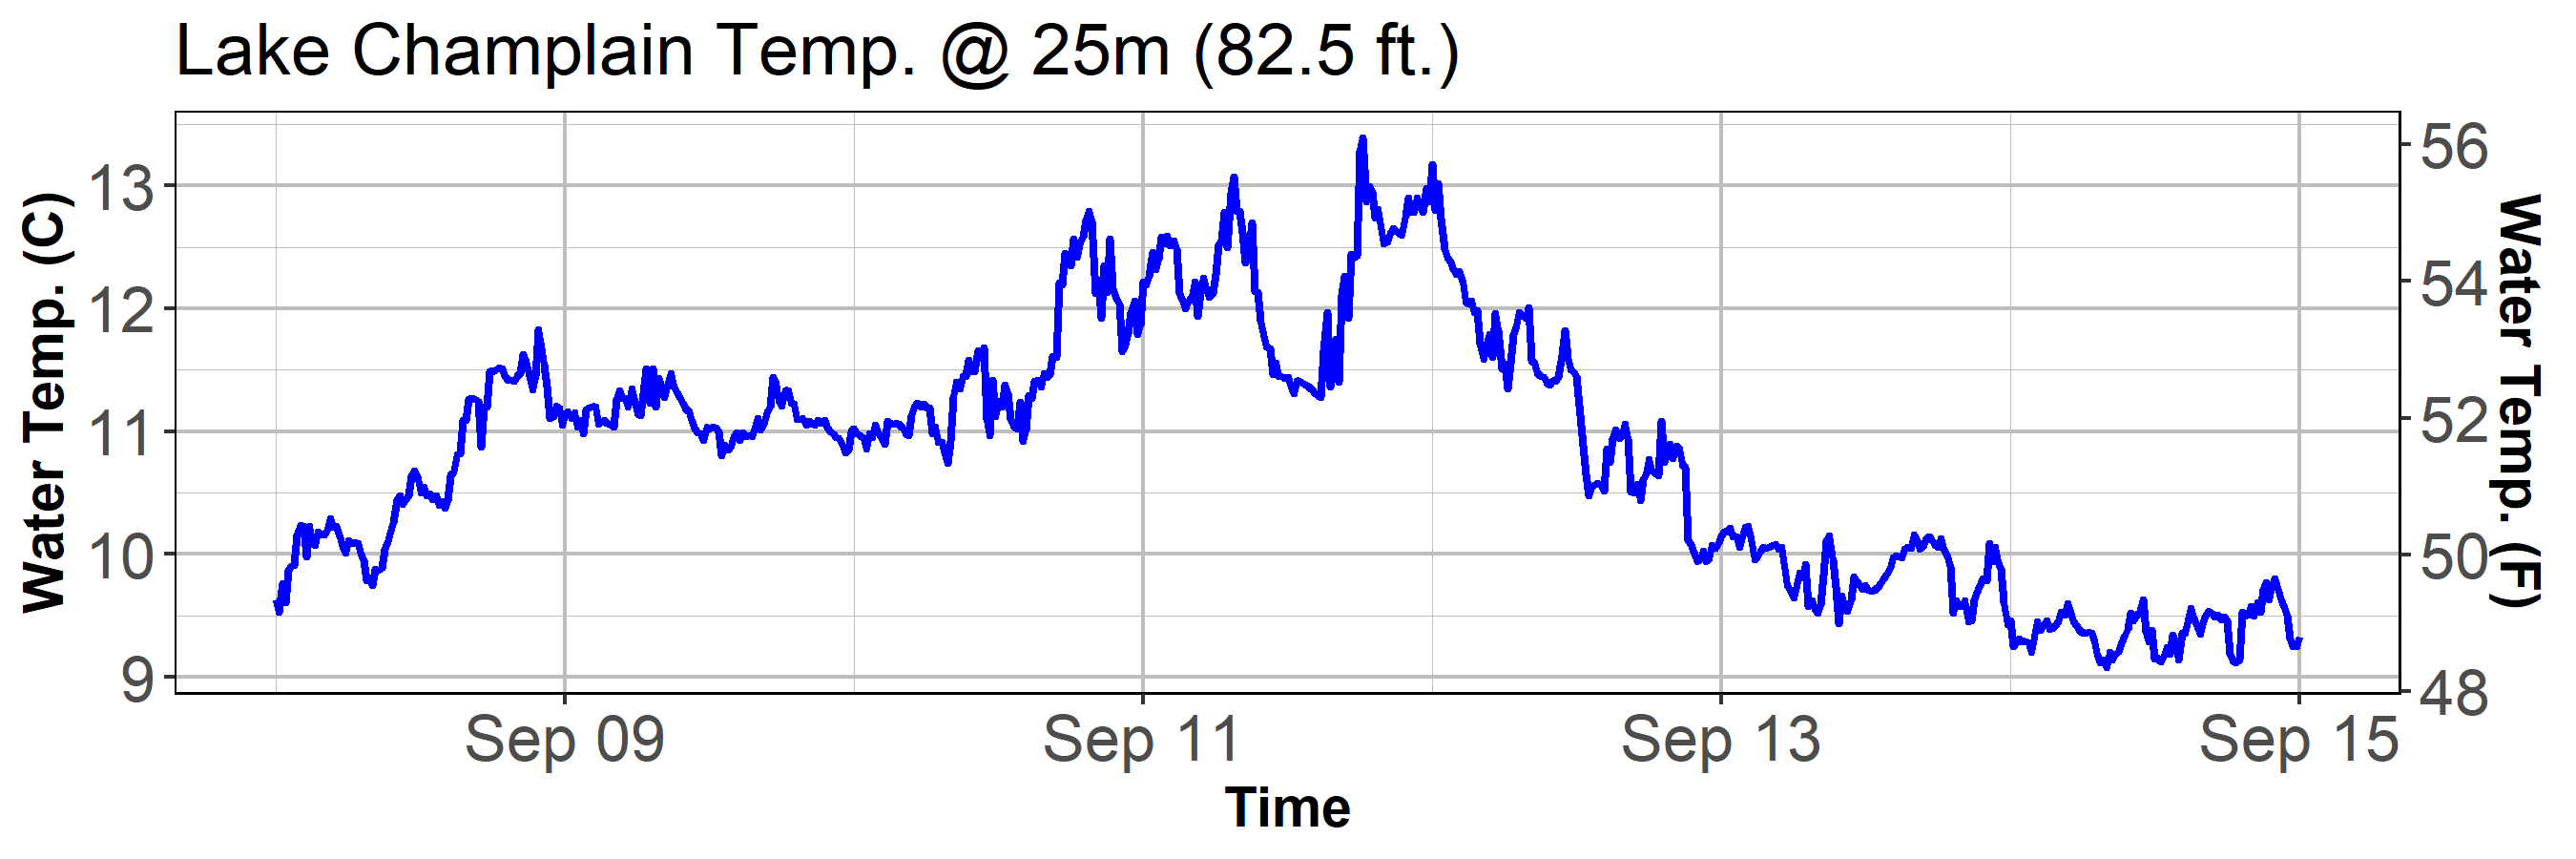 Lake Champlain Temp. @ 25m (82.5 ft.)
Water Temp. (C)
13
12
11
10
9
56
54
52
50
48
Water Temp. (F)
Sep 09 Sep 11 Sep 13 Sep 15
Time